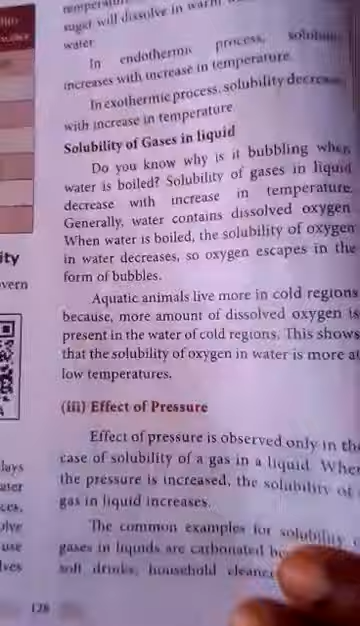 sugar will dissolve in warm
water.
In endothermic process, solubility
increases with increase in temperature.
In exothermic process, solubility decreases
with increase in temperature.
Solubility of Gases in liquid
Do you know why is it bubbling when
water is boiled? Solubility of gases in liquid
decrease with increase in temperature.
Generally, water contains dissolved oxygen
When water is boiled, the solubility of oxygen
in water decreases, so oxygen escapes in the
form of bubbles.
Aquatic animals live more in cold regions
because, more amount of dissolved oxygen is
present in the water of cold regions. This shows
that the solubility of oxygen in water is more at
low temperatures.
(iii) Effect of Pressure
Effect of pressure is observed only in the
case of solubility of a gas in a liquid. When
the pressure is increased, the solubility of
gas in liquid increases.
The common examples for solubility
gases in liquids are carbonated
soft drinks, household
128